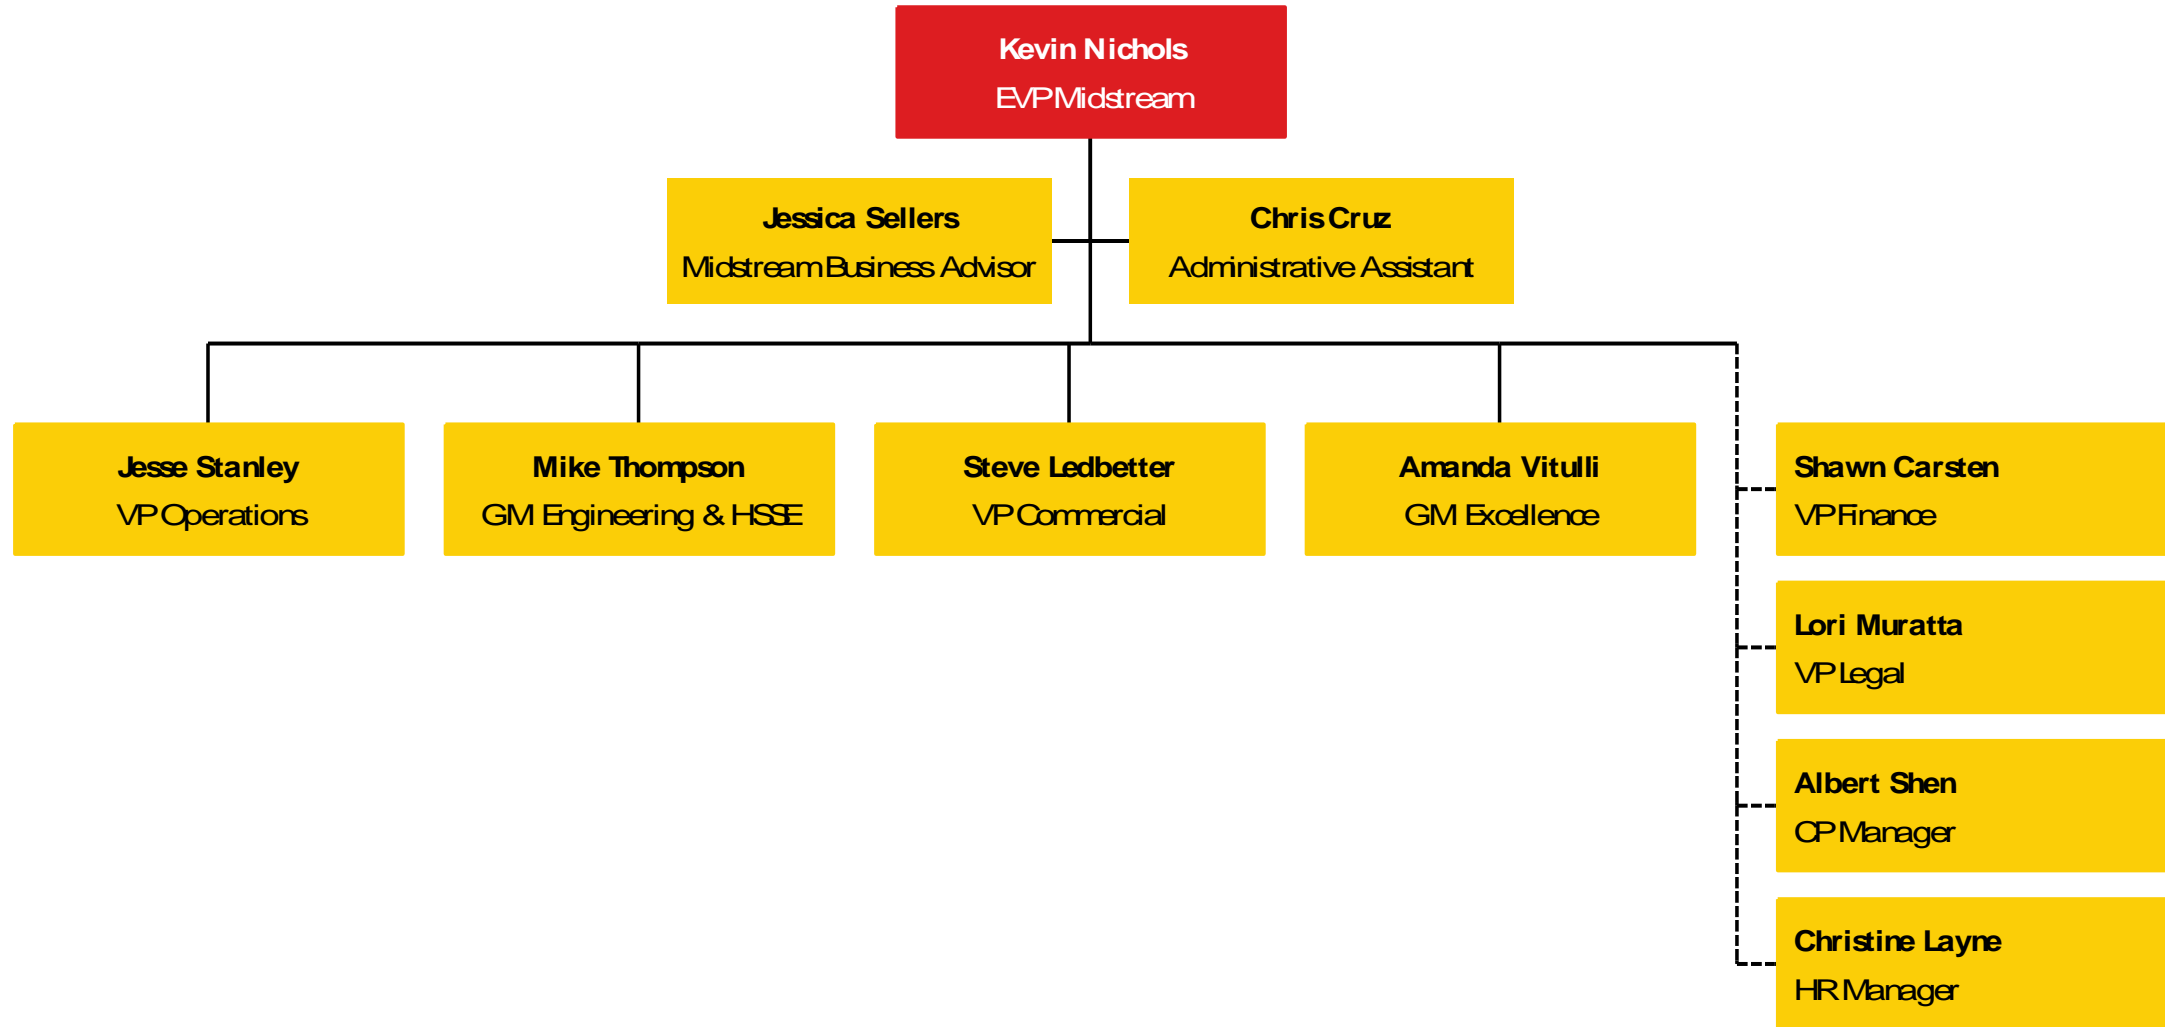 Kevin Nichols
EVP Midstream
Jessica Sellers
Midstream Business Advisor
Chris Cruz
Administrative Assistant
Jesse Stanley
VP Operations
Mike Thompson
GM Engineering & HSSE
Steve Ledbetter
VP Commercial
Amanda Vitulli
GM Excellence
Shawn Carsten
VP Finance
Lori Muratta
VP Legal
Albert Shen
CP Manager
Christine Layne
HR Manager